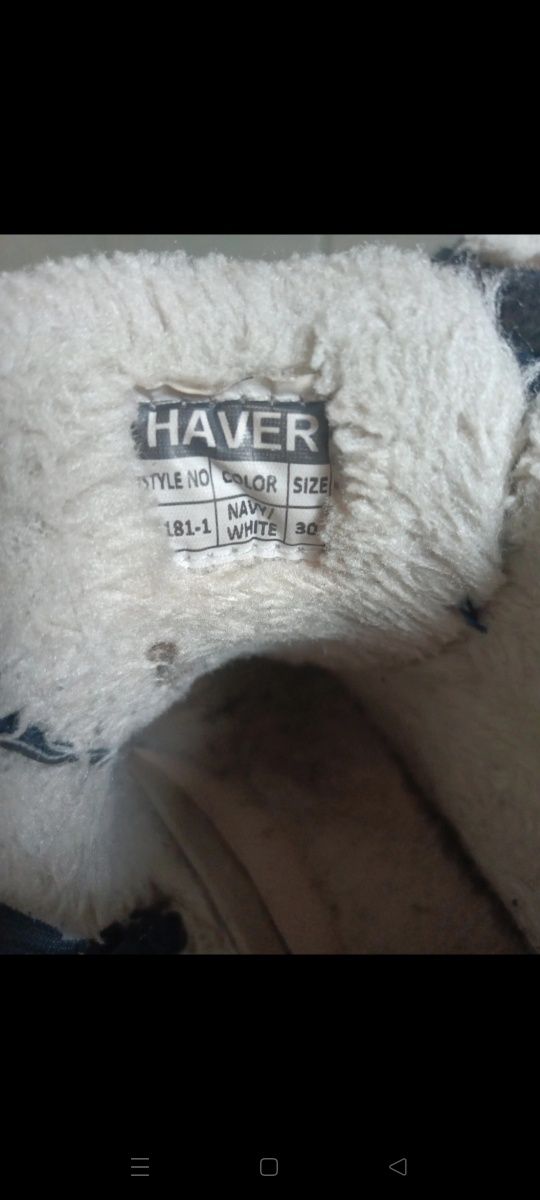 HAVER
STYLE NO COLOR SIZE
181-1 NAVY/ WHITE 30